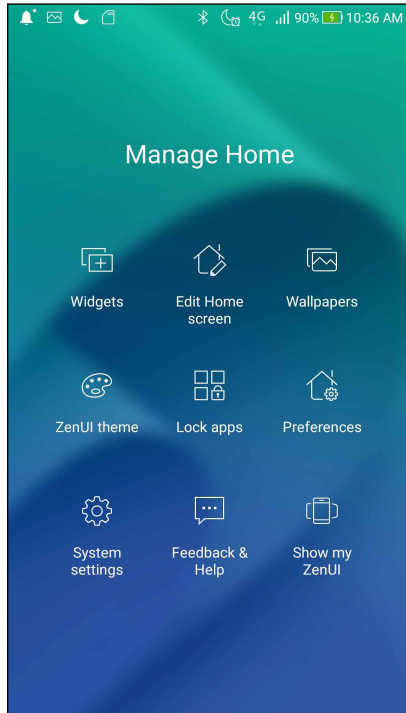 4G 90% 10:36 AM
Manage Home
Widgets
Edit Home
screen
Wallpapers
ZenUI theme
Lock apps
Preferences
System
settings
Feedback &
Help
Show my
ZenUI